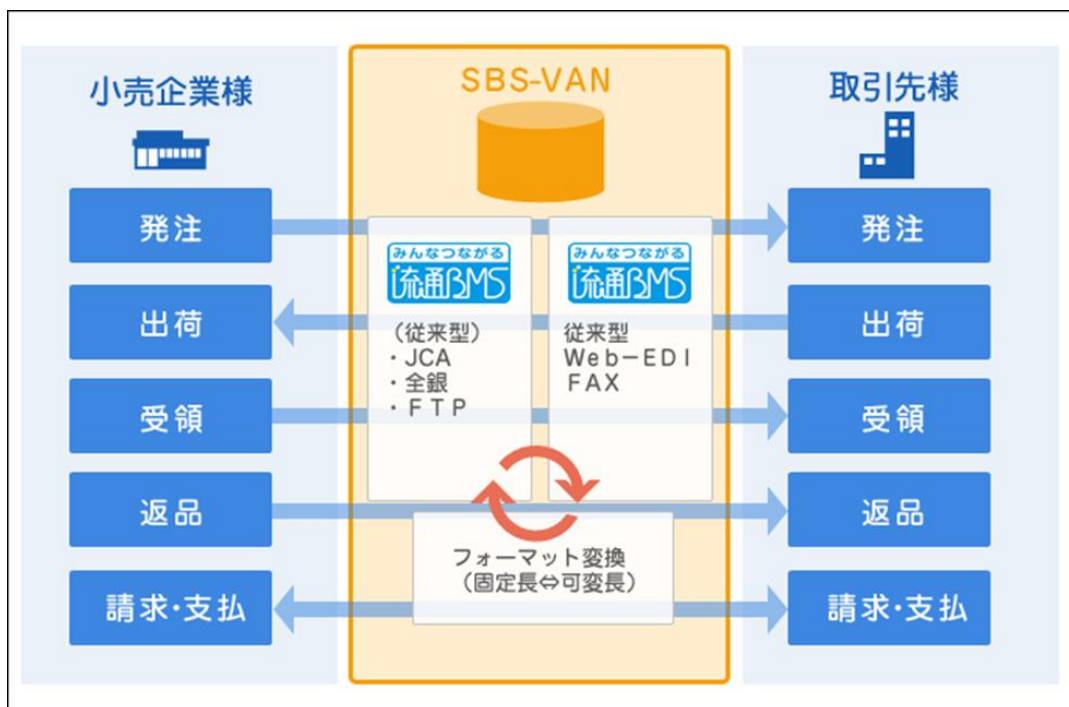 小売企業様
発注
出荷
受領
返品
請求・支払
SBS-VAN
みんなつながる
流通BMS
(従来型)
・JCA
・全銀
・FTP
みんなつながる
流通BMS
従来型
Web-EDI
FAX
フォーマット変換
(固定長⇔可変長)
取引先様
発注
出荷
受領
返品
請求・支払